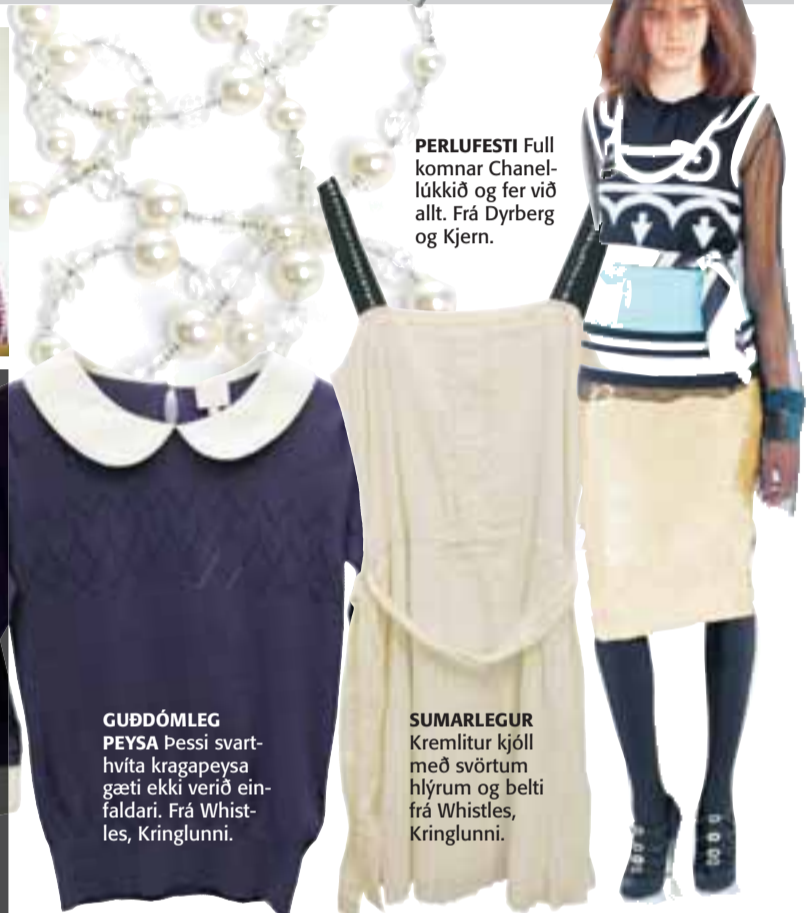 PERLUFESTI Full
komnar Chanel-
lúkkið og fer við
allt. Frá Dyrberg
og Kjern.
GUÐDÓMLEG
PEYSA Þessi svart-
hvíta kragapeysa
gæti ekki verið ein-
faldari. Frá Whist-
les, Kringlunni.
SUMARLEGUR
Kremlitur kjóll
með svörtum
hlýrum og belti
frá Whistles,
Kringlunni.